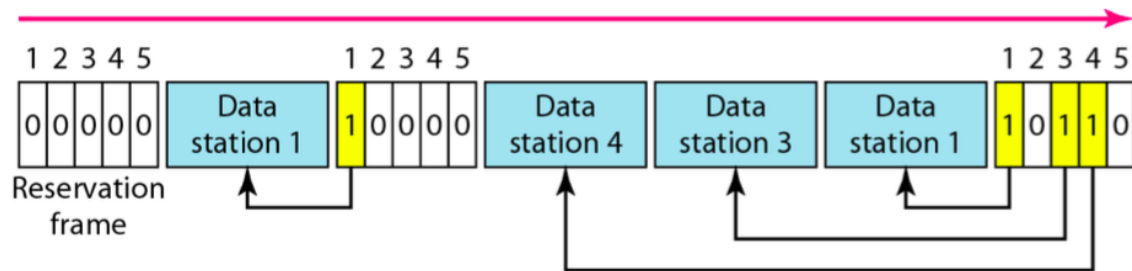 1 2 3 4 5 1 2 3 4 5 1 2 3 4 5
0 0 0 0 0 Data station 1 1 0 0 0 0 Data station 4 Data station 3 Data station 1 1 0 1 1 0
Reservation
frame